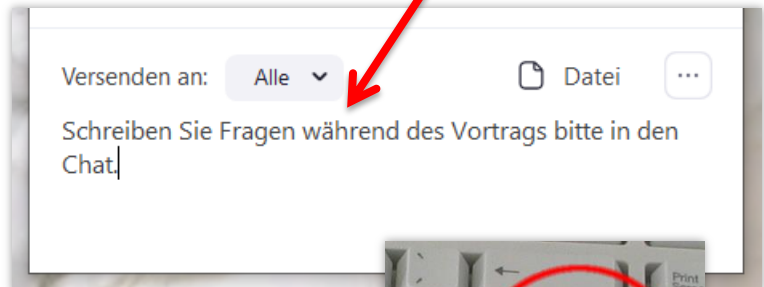 Versenden an: Alle Datei ...
Schreiben Sie Fragen während des Vortrags bitte in den
Chat.
Print